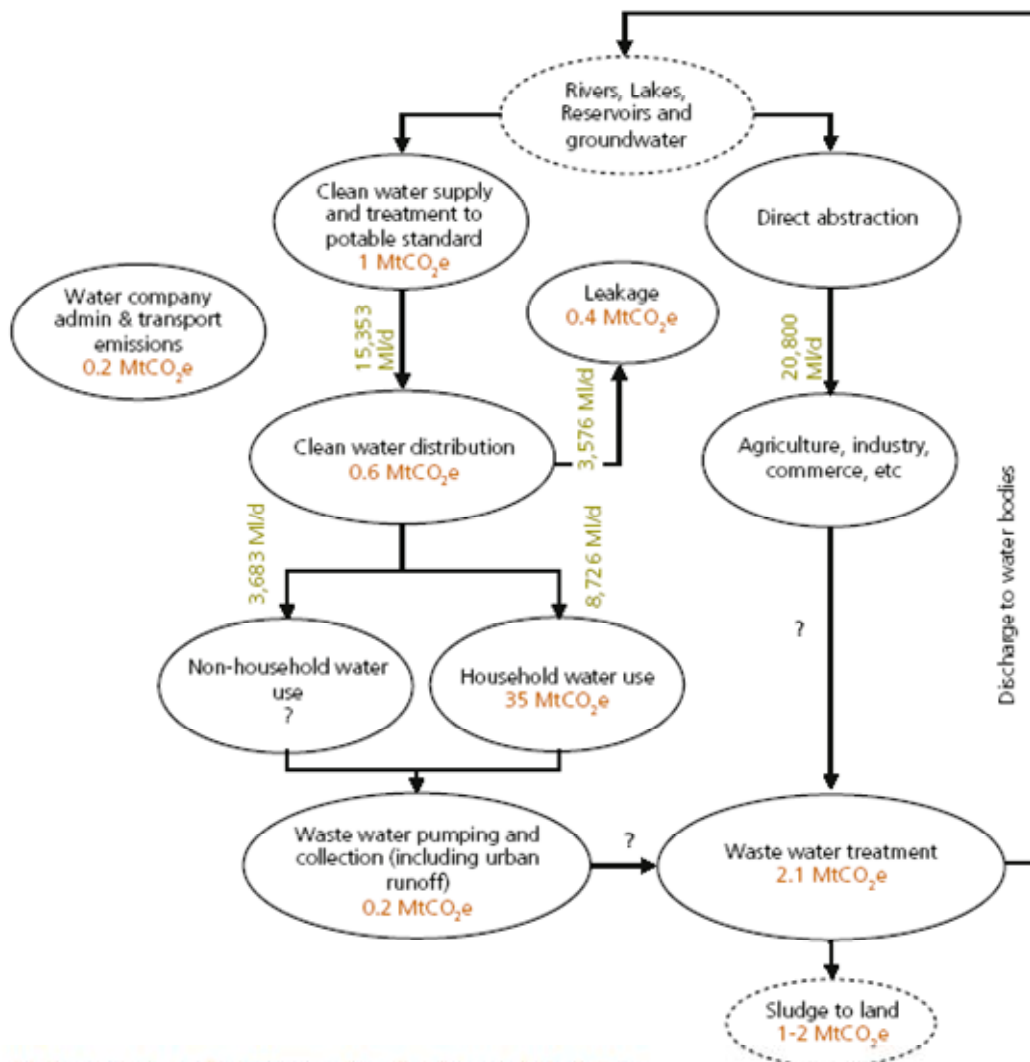 Rivers, Lakes,
Reservoirs and
groundwater
Clean water supply
and treatment to
potable standard
1 MtCO₂e
Direct abstraction
Water company
admin & transport
emissions
0.2 MtCO₂e
15,353
Ml/d
Leakage
0.4 MtCO₂e
20,800
Ml/d
3,576 Ml/d
Clean water distribution
0.6 MtCO₂e
Agriculture, industry,
commerce, etc
3,683 Ml/d
8,726 Ml/d
Discharge to water bodies
?
Non-household water
use
?
Household water use
35 MtCO₂e
Waste water pumping and
collection (including urban
runoff)
0.2 MtCO₂e
?
Waste water treatment
2.1 MtCO₂e
Sludge to land
1-2 MtCO₂e